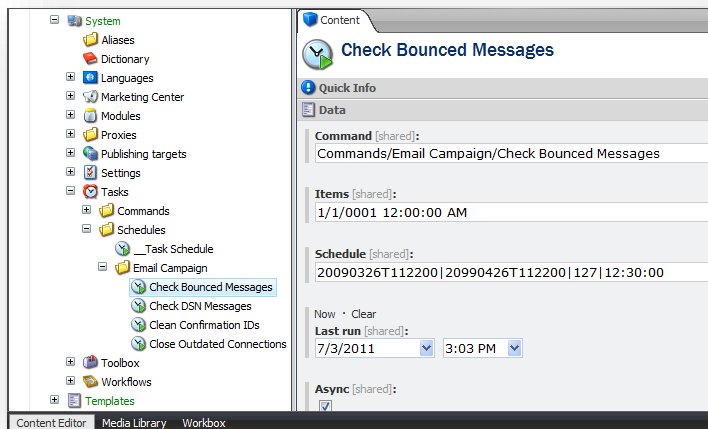 System
Aliases
Dictionary
Languages
Marketing Center
Modules
Proxies
Publishing targets
Settings
Tasks
Commands
Schedules
__Task Schedule
Email Campaign
Check Bounced Messages
Check DSN Messages
Clean Confirmation IDs
Close Outdated Connections
Toolbox
Workflows
Templates
Content
Check Bounced Messages
Quick Info
Data
Command [shared]:
Commands/Email Campaign/Check Bounced Messages
Items [shared]:
1/1/0001 12:00:00 AM
Schedule [shared]:
20090326T112200|20990426T112200|127|12:30:00
Now · Clear
Last run [shared]:
7/3/2011 3:03 PM
Async [shared]:
Content Editor Media Library Workbox